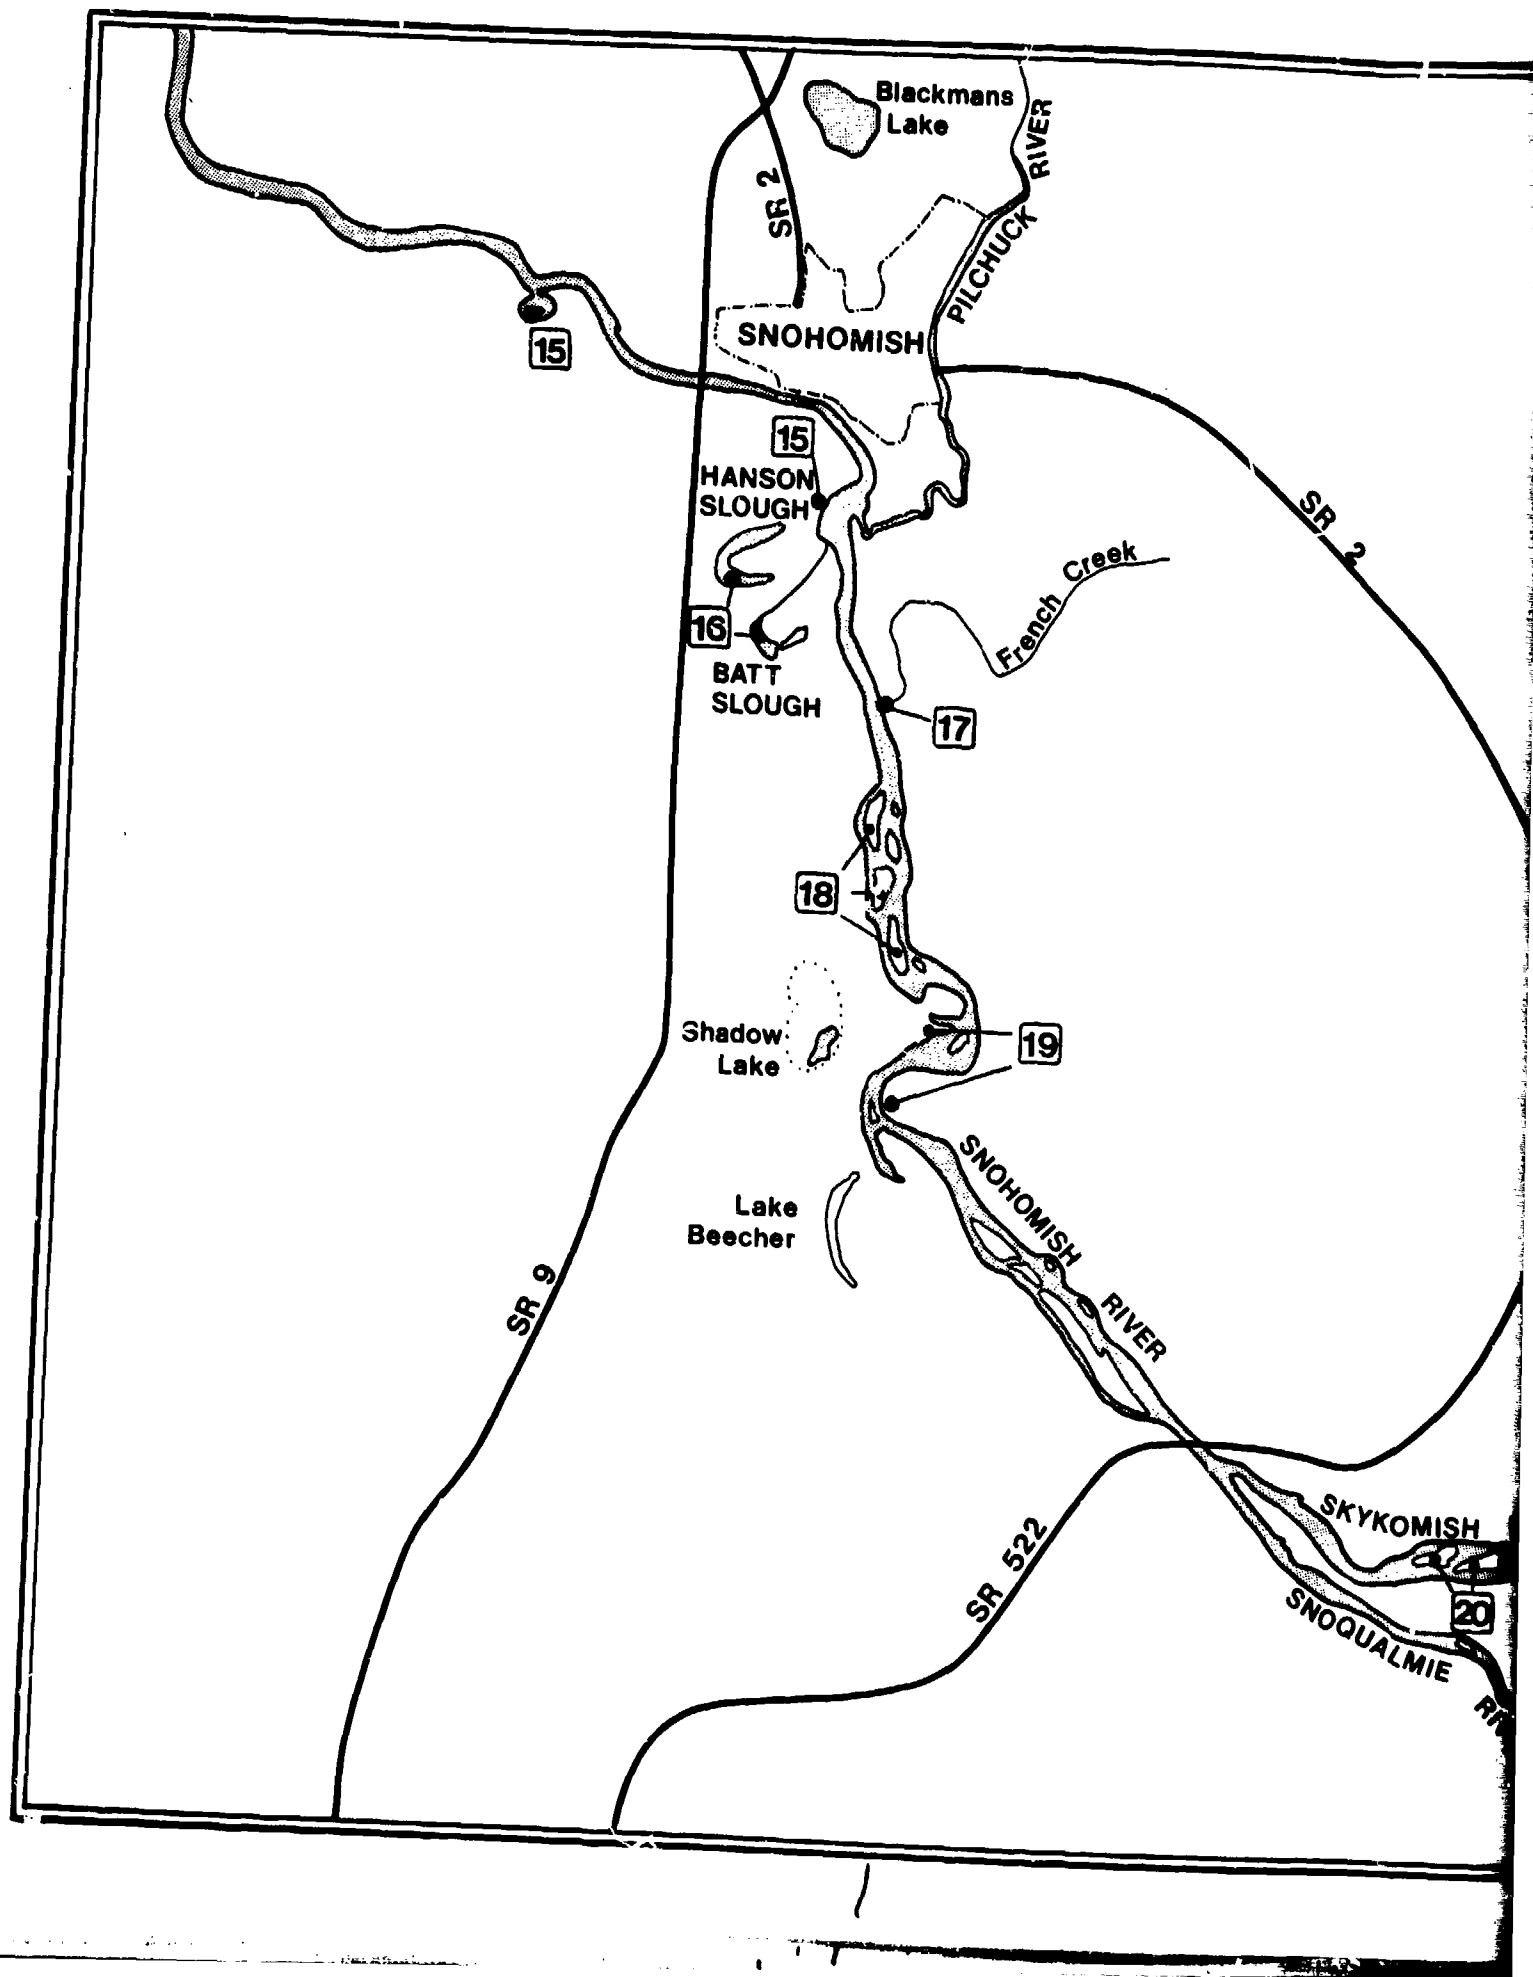 Blackmans
Lake
RIVER
PILCHUCK
SR 2
SNOHOMISH
15
15
HANSON
SLOUGH
SR 2
French Creek
16
BATT
SLOUGH
17
18
Shadow
Lake
19
SNOHOMISH RIVER
Lake
Beecher
SR 9
SKYKOMISH
SR 522
20
SNOQUALMIE